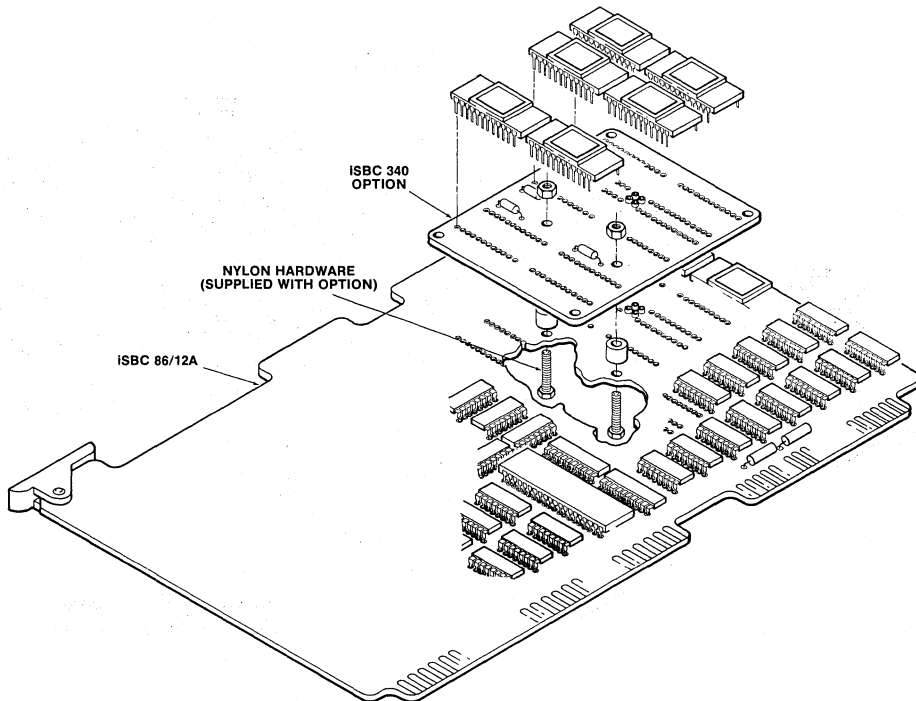 iSBC 340
OPTION
NYLON HARDWARE
(SUPPLIED WITH OPTION)
iSBC 86/12A